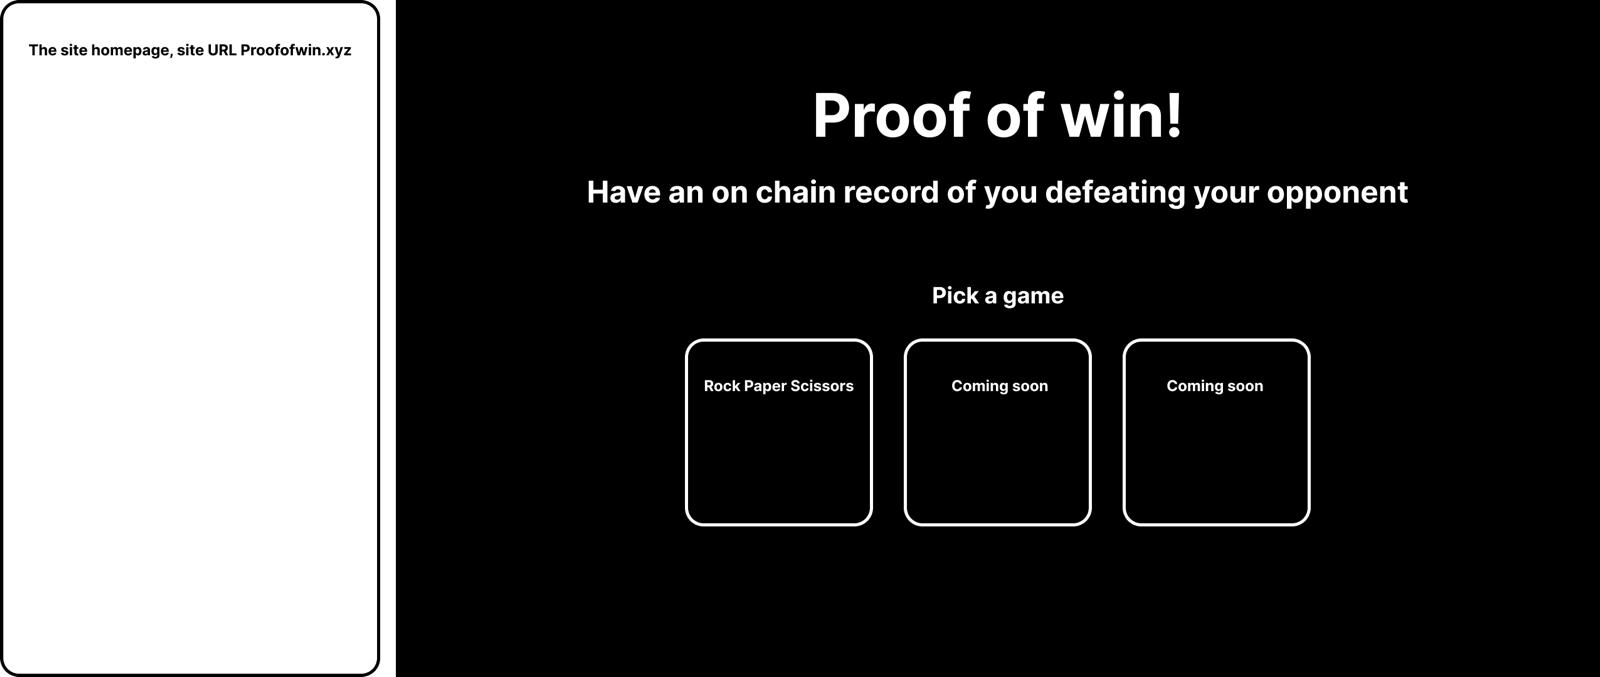 The site homepage, site URL Proofofwin.xyz
Proof of win!
Have an on chain record of you defeating your opponent
Pick a game
Rock Paper Scissors
Coming soon
Coming soon